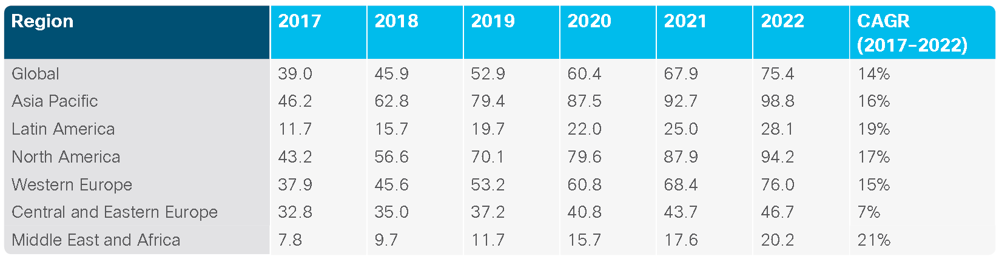 Region 2017 2018 2019 2020 2021 2022 CAGR
(2017–2022)
Global 39.0 45.9 52.9 60.4 67.9 75.4 14%
Asia Pacific 46.2 62.8 79.4 87.5 92.7 98.8 16%
Latin America 11.7 15.7 19.7 22.0 25.0 28.1 19%
North America 43.2 56.6 70.1 79.6 87.9 94.2 17%
Western Europe 37.9 45.6 53.2 60.8 68.4 76.0 15%
Central and Eastern Europe 32.8 35.0 37.2 40.8 43.7 46.7 7%
Middle East and Africa 7.8 9.7 11.7 15.7 17.6 20.2 21%